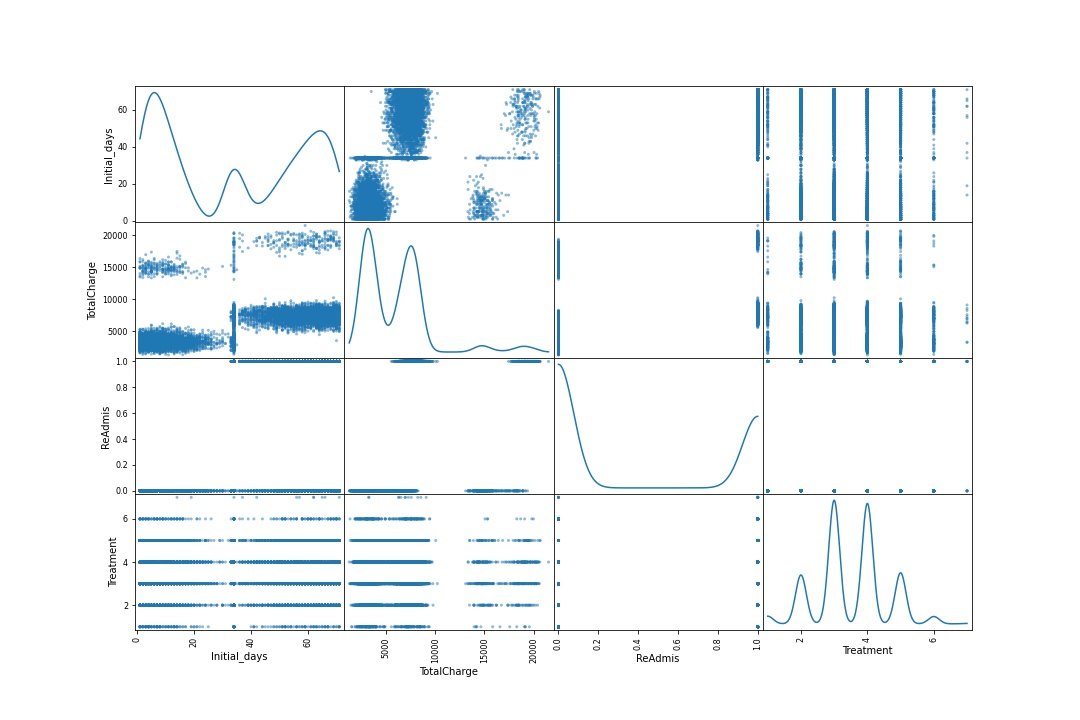 Initial_days
60
40
20
0
TotalCharge
20000
15000
10000
5000
ReAdmis
1.0
0.8
0.6
0.4
0.2
0.0
Treatment
6
4
2
0 20 40 60 5000 10000 15000 20000 0.0 0.2 0.4 0.6 0.8 1.0 2 4 6
Initial_days TotalCharge ReAdmis Treatment